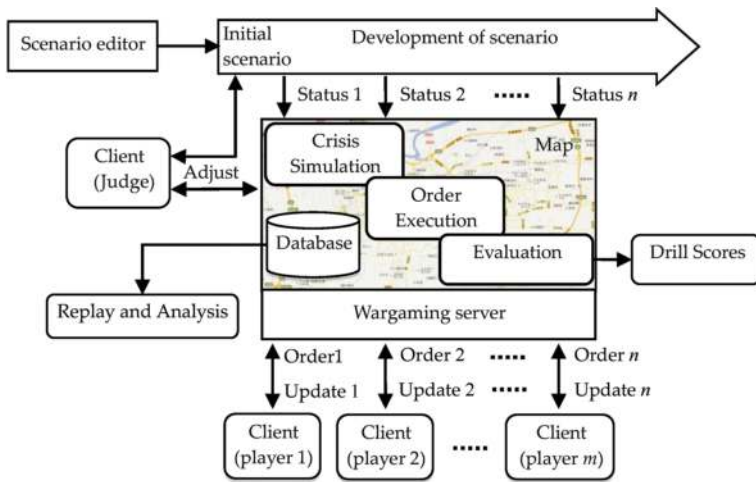 Scenario editor
Initial
scenario
Development of scenario
Status 1
Status 2
.....
Status n
Client
(Judge)
Adjust
Crisis
Simulation
Map
Order
Execution
Database
Evaluation
Drill Scores
Replay and Analysis
Wargaming server
Order1
Order 2
.....
Order n
Update 1
Update 2
.....
Update n
Client
(player 1)
Client
(player 2)
.....
Client
(player m)